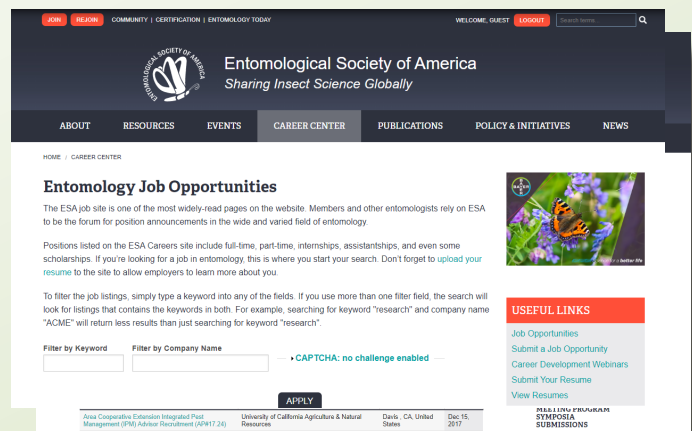 JOIN REJOIN COMMUNITY | CERTIFICATION | ENTOMOLOGY TODAY WELCOME, GUEST LOGOUT Search terms...
ENTOMOLOGICAL SOCIETY OF AMERICA
Entomological Society of America
Sharing Insect Science Globally
ABOUT RESOURCES EVENTS CAREER CENTER PUBLICATIONS POLICY & INITIATIVES NEWS
HOME / CAREER CENTER
Entomology Job Opportunities
The ESA job site is one of the most widely-read pages on the website. Members and other entomologists rely on ESA
to be the forum for position announcements in the wide and varied field of entomology.
Positions listed on the ESA Careers site include full-time, part-time, internships, assistantships, and even some
scholarships. If you're looking for a job in entomology, this is where you start your search. Don't forget to upload your
resume to the site to allow employers to learn more about you.
To filter the job listings, simply type a keyword into any of the fields. If you use more than one filter field, the search will
look for listings that contains the keywords in both. For example, searching for keyword "research" and company name
"ACME" will return less results than just searching for keyword "research".
Filter by Keyword Filter by Company Name
CAPTCHA: no challenge enabled
APPLY
Area Cooperative Extension Integrated Pest University of California Agriculture & Natural Davis , CA, United Dec 15,
Management (IPM) Advisor Recruitment (AP#17.24) Resources States 2017
BAYER
a better life
USEFUL LINKS
Job Opportunities
Submit a Job Opportunity
Career Development Webinars
Submit Your Resume
View Resumes
MEETING PROGRAM
SYMPOSIA
SUBMISSIONS